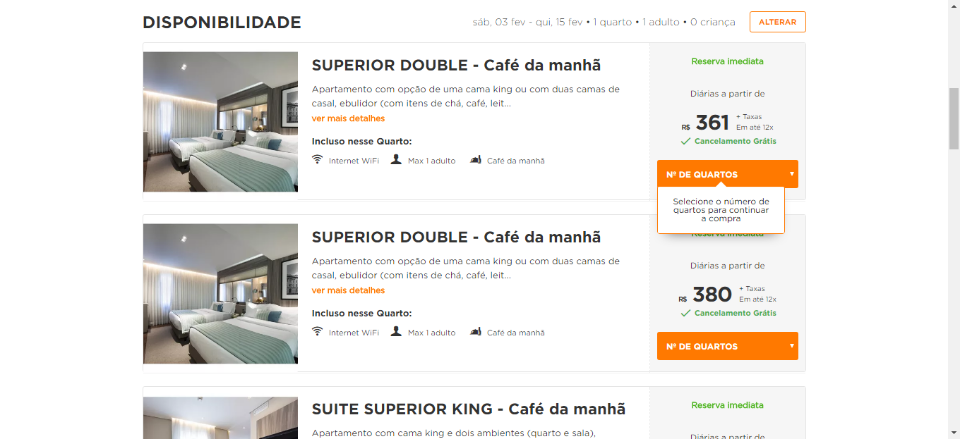 DISPONIBILIDADE
sáb, 03 fev - qui, 15 fev • 1 quarto • 1 adulto • 0 criança
ALTERAR
SUPERIOR DOUBLE - Café da manhã
Apartamento com opção de uma cama king ou com duas camas de
casal, ebulidor (com itens de chá, café, leit...
ver mais detalhes
Incluso nesse Quarto:
Internet WiFi
Max 1 adulto
Café da manhã
Reserva imediata
Diárias a partir de
R$ 361
+ Taxas
Em até 12x
Cancelamento Grátis
Nº DE QUARTOS
Selecione o número de
quartos para continuar
a compra
SUPERIOR DOUBLE - Café da manhã
Apartamento com opção de uma cama king ou com duas camas de
casal, ebulidor (com itens de chá, café, leit...
ver mais detalhes
Incluso nesse Quarto:
Internet WiFi
Max 1 adulto
Café da manhã
Reserva imediata
Diárias a partir de
R$ 380
+ Taxas
Em até 12x
Cancelamento Grátis
Nº DE QUARTOS
SUITE SUPERIOR KING - Café da manhã
Apartamento com cama king e dois ambientes (quarto e sala),
Reserva imediata
Diárias a partir de